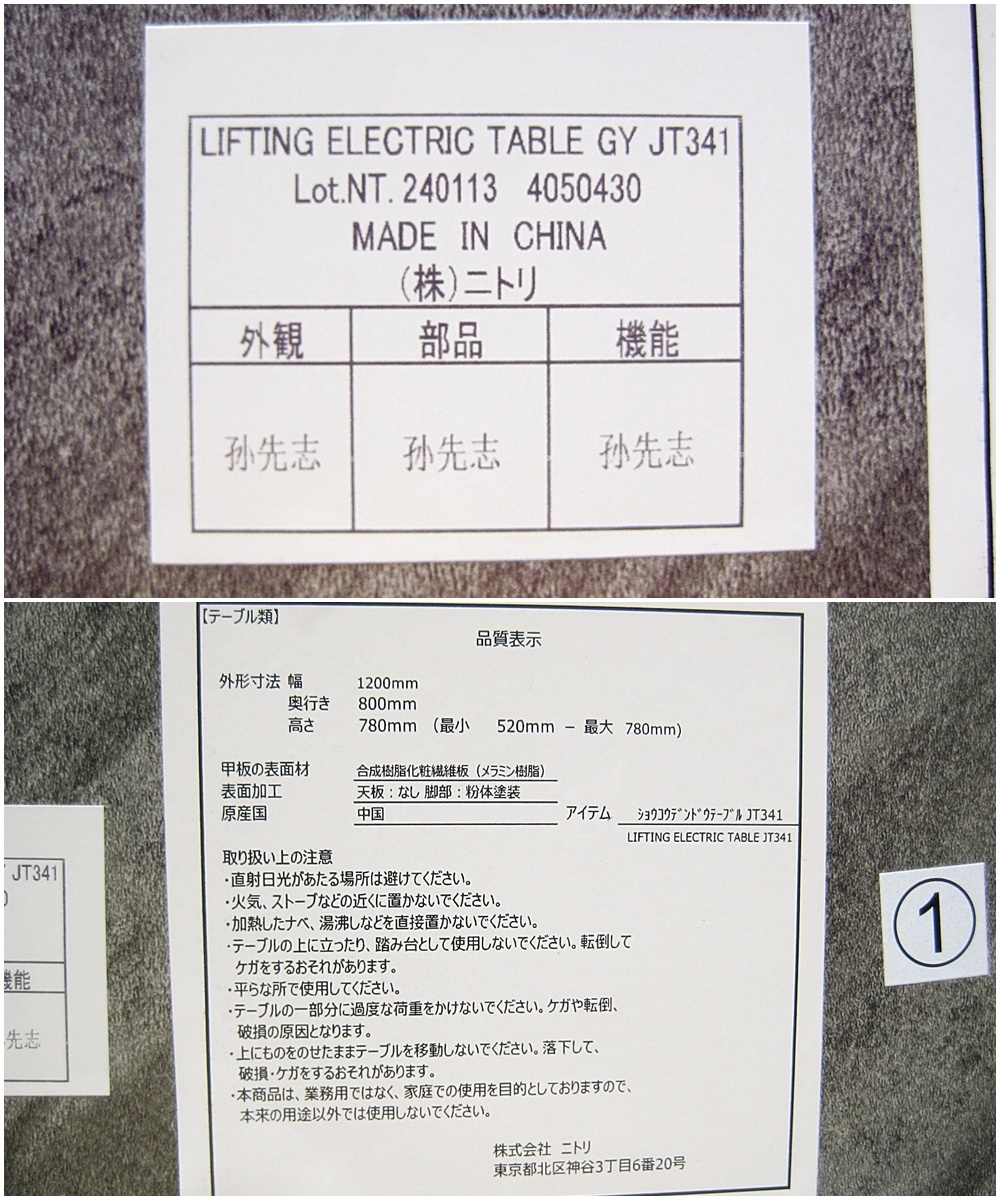 LIFTING ELECTRIC TABLE GY JT341
Lot.NT. 240113 4050430
MADE IN CHINA
(株)ニトリ
外観 部品 機能
孙先志 孙先志 孙先志
【テーブル類】
品質表示
外形寸法 幅 1200mm
奥行き 800mm
高さ 780mm (最小 520mm － 最大 780mm)
甲板の表面材 合成樹脂化粧繊維板（メラミン樹脂）
表面加工 天板：なし 脚部：粉体塗装
原産国 中国 アイテム ｼｮｳｺｳﾃﾞﾝﾄﾞｳﾃｰﾌﾞﾙ JT341
LIFTING ELECTRIC TABLE JT341
取り扱い上の注意
・直射日光があたる場所は避けてください。
・火気、ストーブなどの近くに置かないでください。
・加熱したナベ、湯沸しなどを直接置かないでください。
・テーブルの上に立ったり、踏み台として使用しないでください。転倒して
ケガをするおそれがあります。
・平らな所で使用してください。
・テーブルの一部分に過度な荷重をかけないでください。ケガや転倒、
破損の原因となります。
・上にものをのせたままテーブルを移動しないでください。落下して、
破損・ケガをするおそれがあります。
・本商品は、業務用ではなく、家庭での使用を目的としておりますので、
本来の用途以外では使用しないでください。
株式会社 ニトリ
東京都北区神谷3丁目6番20号
JT341
機能
先志
①